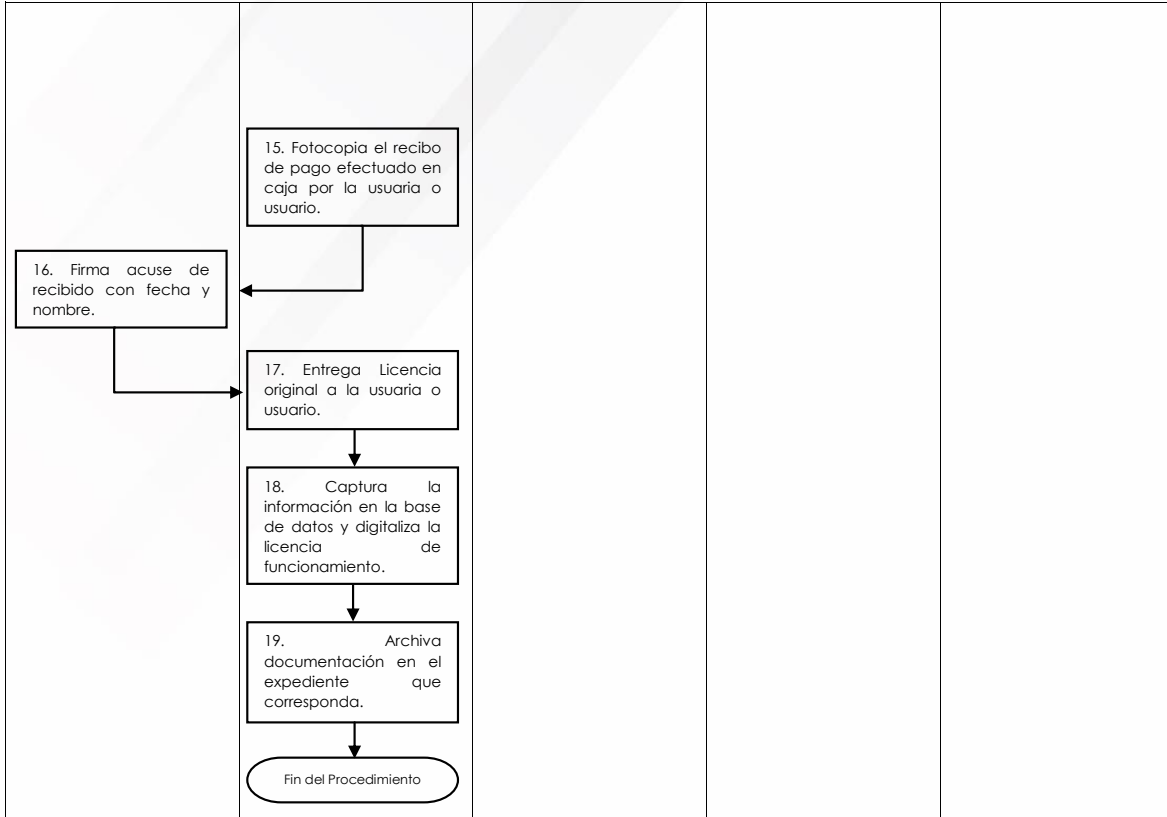 15. Fotocopia el recibo
de pago efectuado en
caja por la usuaria o
usuario.
16. Firma acuse de
recibido con fecha y
nombre.
17. Entrega Licencia
original a la usuaria o
usuario.
18. Captura la
información en la base
de datos y digitaliza la
licencia de
funcionamiento.
19. Archiva
documentación en el
expediente que
corresponda.
Fin del Procedimiento